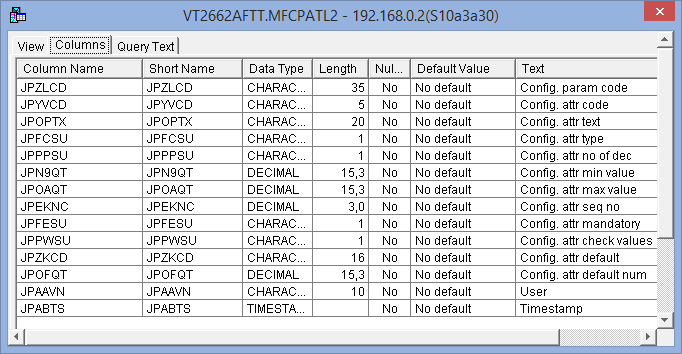 VT2662AFTT.MFCPATL2 - 192.168.0.2(S10a3a30)
View Columns Query Text
Column Name Short Name Data Type Length Nul... Default Value Text
JPZLCD JPZLCD CHARAC... 35 No No default Config. param code
JPYVCD JPYVCD CHARAC... 5 No No default Config. attr code
JPOPTX JPOPTX CHARAC... 20 No No default Config. attr text
JPFCSU JPFCSU CHARAC... 1 No No default Config. attr type
JPPPSU JPPPSU CHARAC... 1 No No default Config. attr no of dec
JPN9QT JPN9QT DECIMAL 15,3 No No default Config. attr min value
JPOAQT JPOAQT DECIMAL 15,3 No No default Config. attr max value
JPEKNC JPEKNC DECIMAL 3,0 No No default Config. attr seq no
JPFESU JPFESU CHARAC... 1 No No default Config. attr mandatory
JPPWSU JPPWSU CHARAC... 1 No No default Config. attr check values
JPZKCD JPZKCD CHARAC... 16 No No default Config. attr default
JPOFQT JPOFQT DECIMAL 15,3 No No default Config. attr default num
JPAAVN JPAAVN CHARAC... 10 No No default User
JPABTS JPABTS TIMESTA... No No default Timestamp